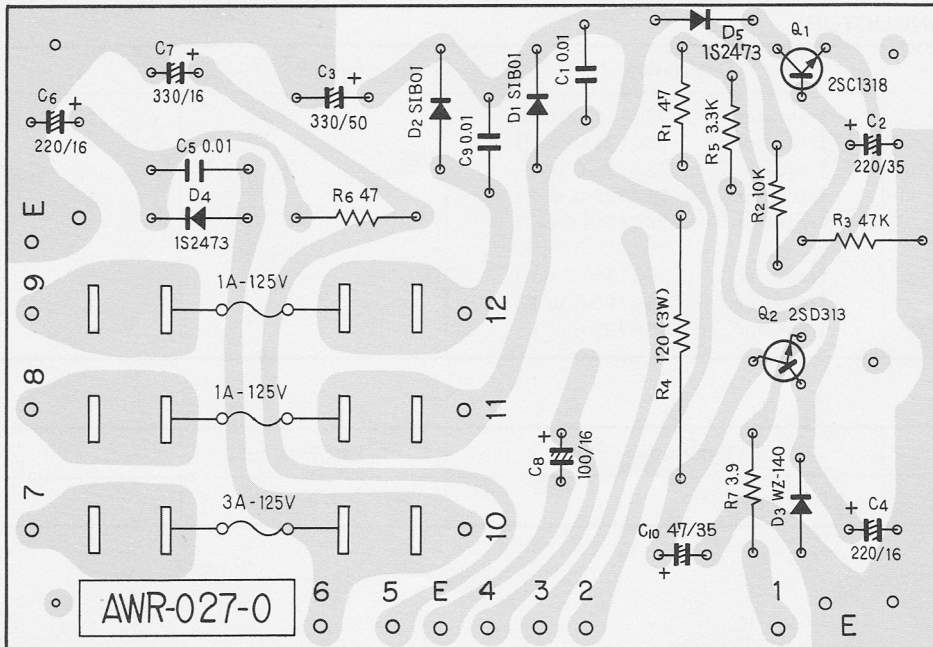 C7
330/16
C6
220/16
C3
330/50
D2 SIB01
C9 0.01
D1 SIB01
C1 0.01
D5
1S2473
Q1
2SC1318
R1 47
R5 3.3K
C2
220/35
C5 0.01
D4
1S2473
R6 47
R2 10K
R3 47K
E
9
1A-125V
12
R4 120 (3W)
Q2 2SD313
8
1A-125V
11
C8
100/16
7
3A-125V
10
C10 47/35
R7 3.9
D3 WZ-140
C4
220/16
AWR-027-0
6
5
E
4
3
2
1
E